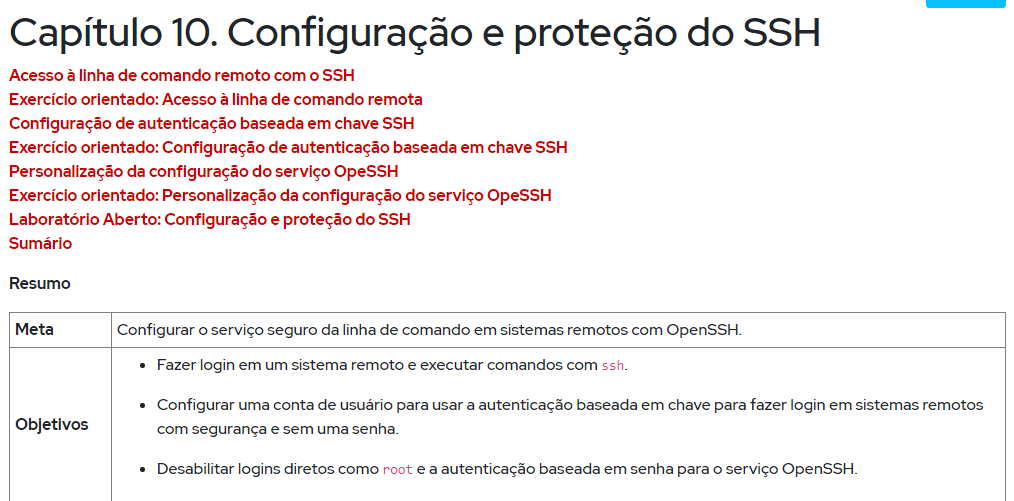 Capítulo 10. Configuração e proteção do SSH
Acesso à linha de comando remoto com o SSH
Exercício orientado: Acesso à linha de comando remota
Configuração de autenticação baseada em chave SSH
Exercício orientado: Configuração de autenticação baseada em chave SSH
Personalização da configuração do serviço OpeSSH
Exercício orientado: Personalização da configuração do serviço OpeSSH
Laboratório Aberto: Configuração e proteção do SSH
Sumário
Resumo
Meta
Configurar o serviço seguro da linha de comando em sistemas remotos com OpenSSH.
Objetivos
• Fazer login em um sistema remoto e executar comandos com ssh.
• Configurar uma conta de usuário para usar a autenticação baseada em chave para fazer login em sistemas remotos
com segurança e sem uma senha.
• Desabilitar logins diretos como root e a autenticação baseada em senha para o serviço OpenSSH.